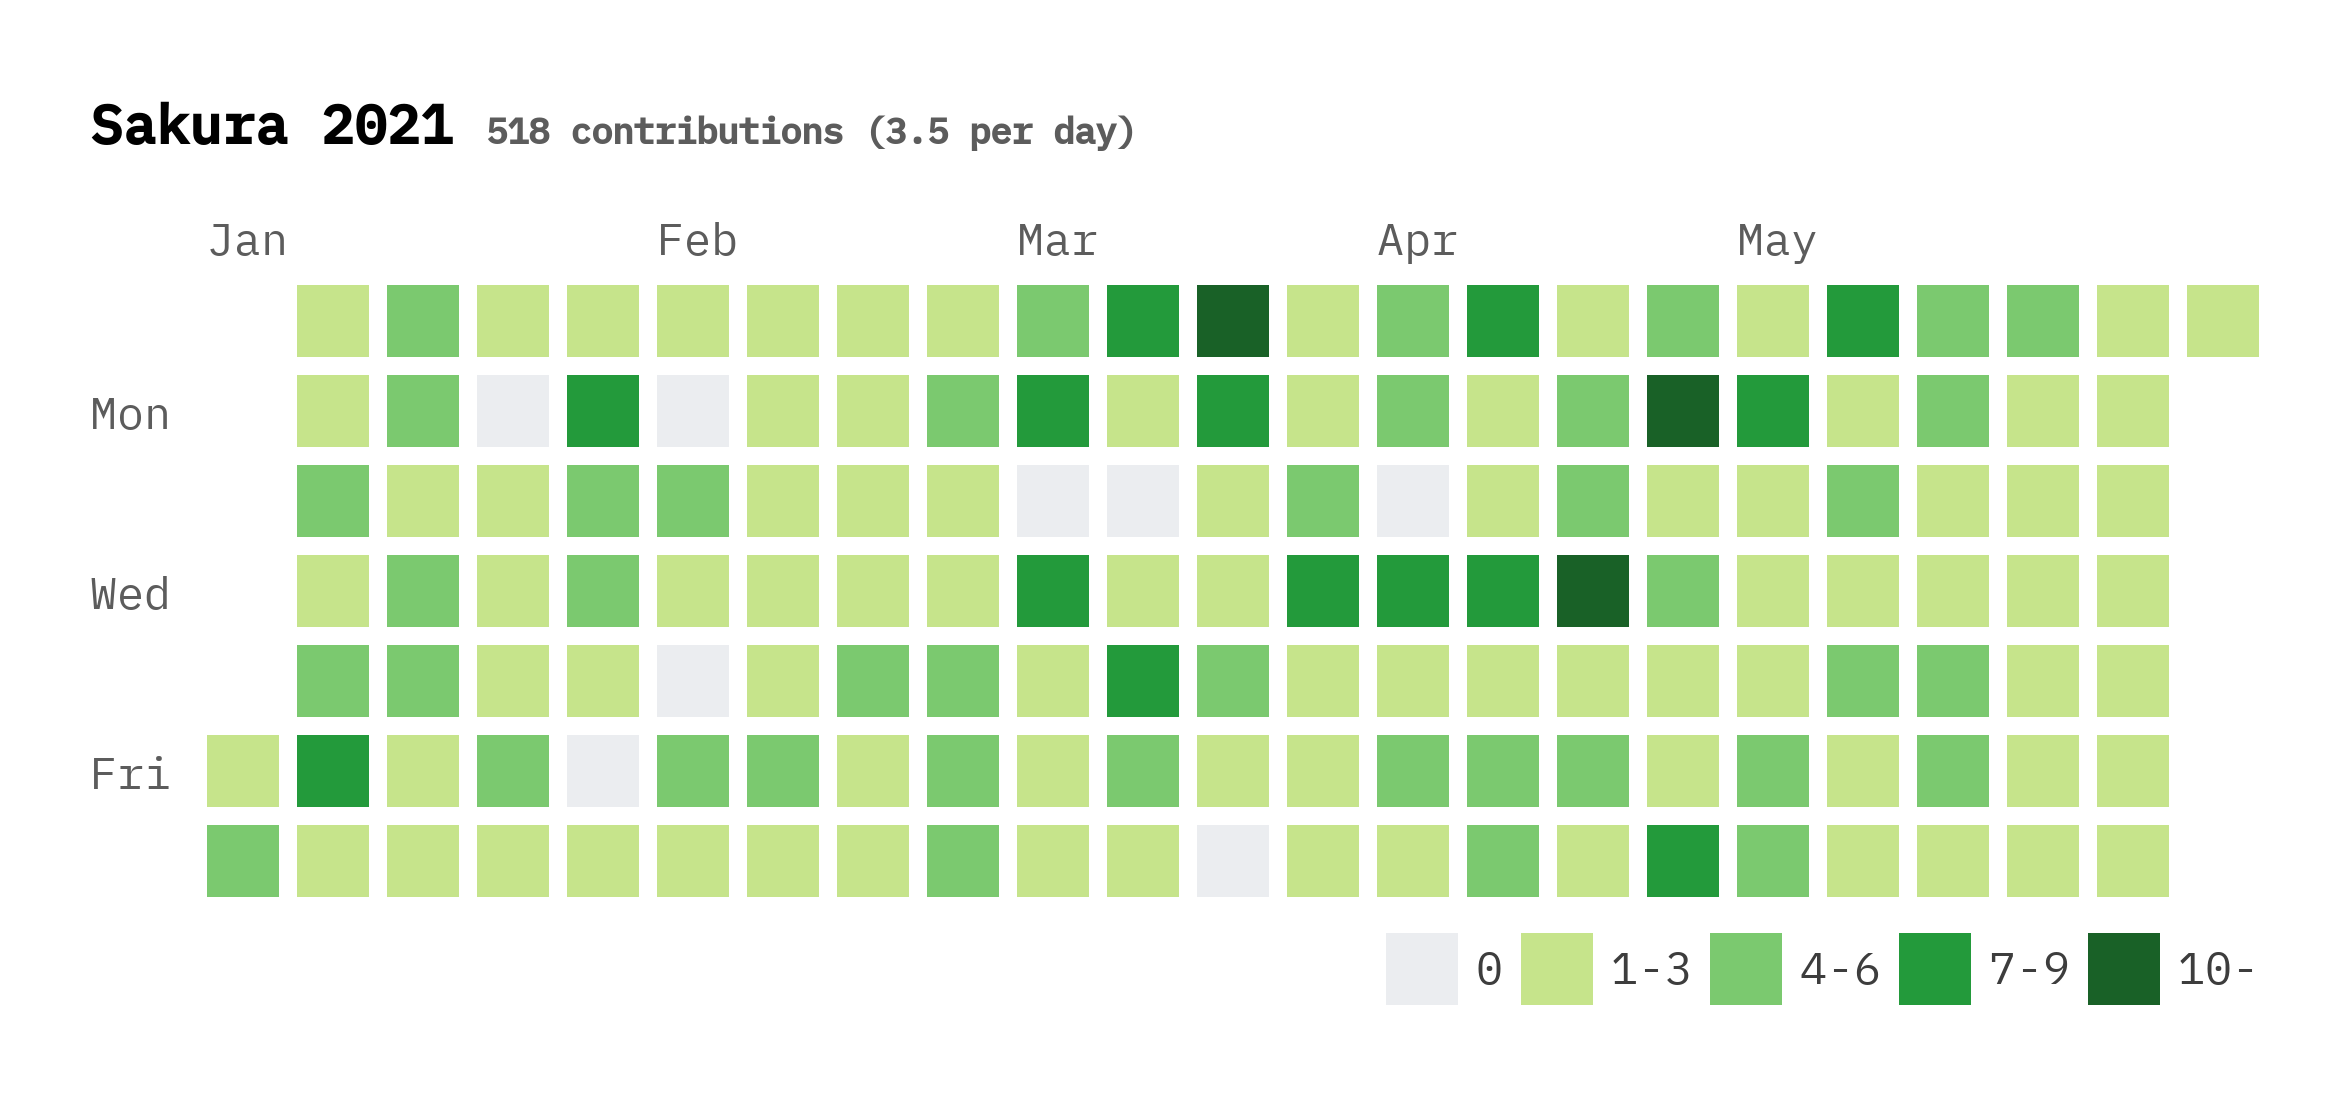 Sakura 2021 518 contributions (3.5 per day)
Jan Feb Mar Apr May
Mon
Wed
Fri
0 1-3 4-6 7-9 10-